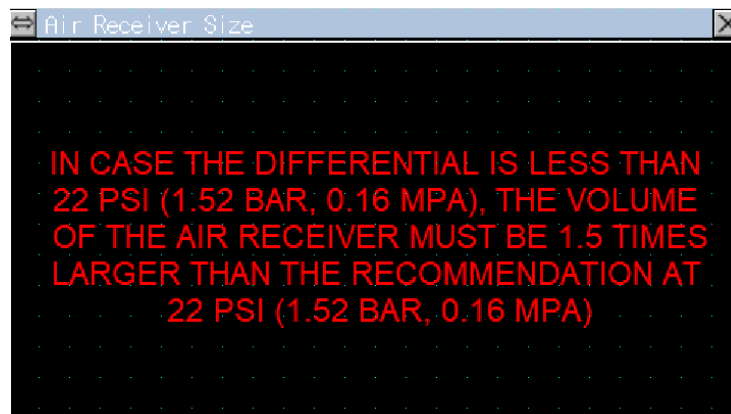 Air Receiver Size
IN CASE THE DIFFERENTIAL IS LESS THAN
22 PSI (1.52 BAR, 0.16 MPA), THE VOLUME
OF THE AIR RECEIVER MUST BE 1.5 TIMES
LARGER THAN THE RECOMMENDATION AT
22 PSI (1.52 BAR, 0.16 MPA)